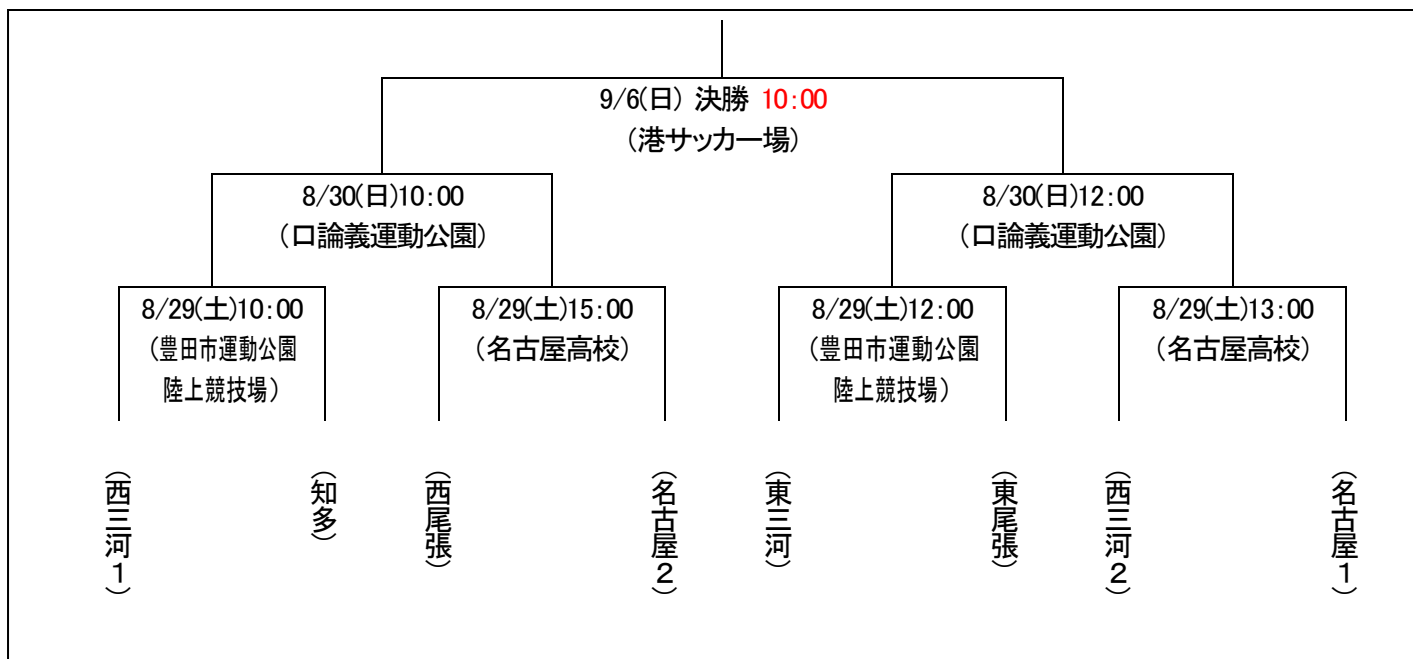 9/6(日) 決勝 10:00
（港サッカー場）
8/30(日)10:00
（口論義運動公園）
8/30(日)12:00
（口論義運動公園）
8/29(土)10:00
（豊田市運動公園
陸上競技場）
8/29(土)15:00
（名古屋高校）
8/29(土)12:00
（豊田市運動公園
陸上競技場）
8/29(土)13:00
（名古屋高校）
（西三河１）
（知多）
（西尾張）
（名古屋２）
（東三河）
（東尾張）
（西三河２）
（名古屋１）